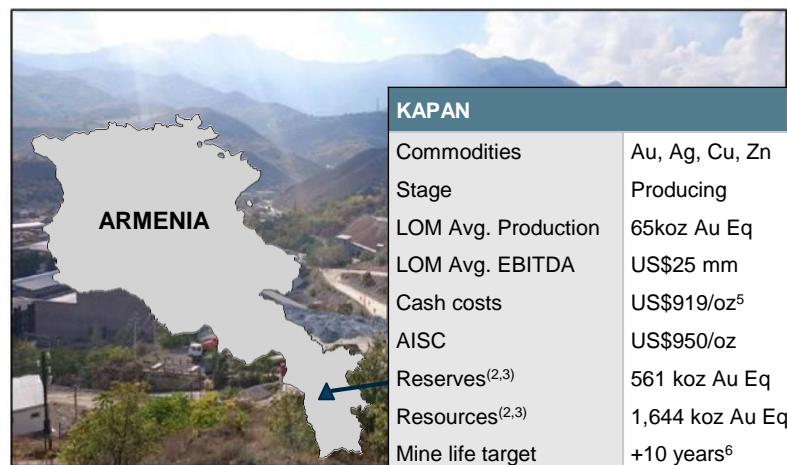 KAPAN
Commodities Au, Ag, Cu, Zn
Stage Producing
ARMENIA
LOM Avg. Production 65koz Au Eq
LOM Avg. EBITDA US$25 mm
Cash costs US$919/oz⁵
AISC US$950/oz
Reserves⁽²,³⁾ 561 koz Au Eq
Resources⁽²,³⁾ 1,644 koz Au Eq
Mine life target +10 years⁶